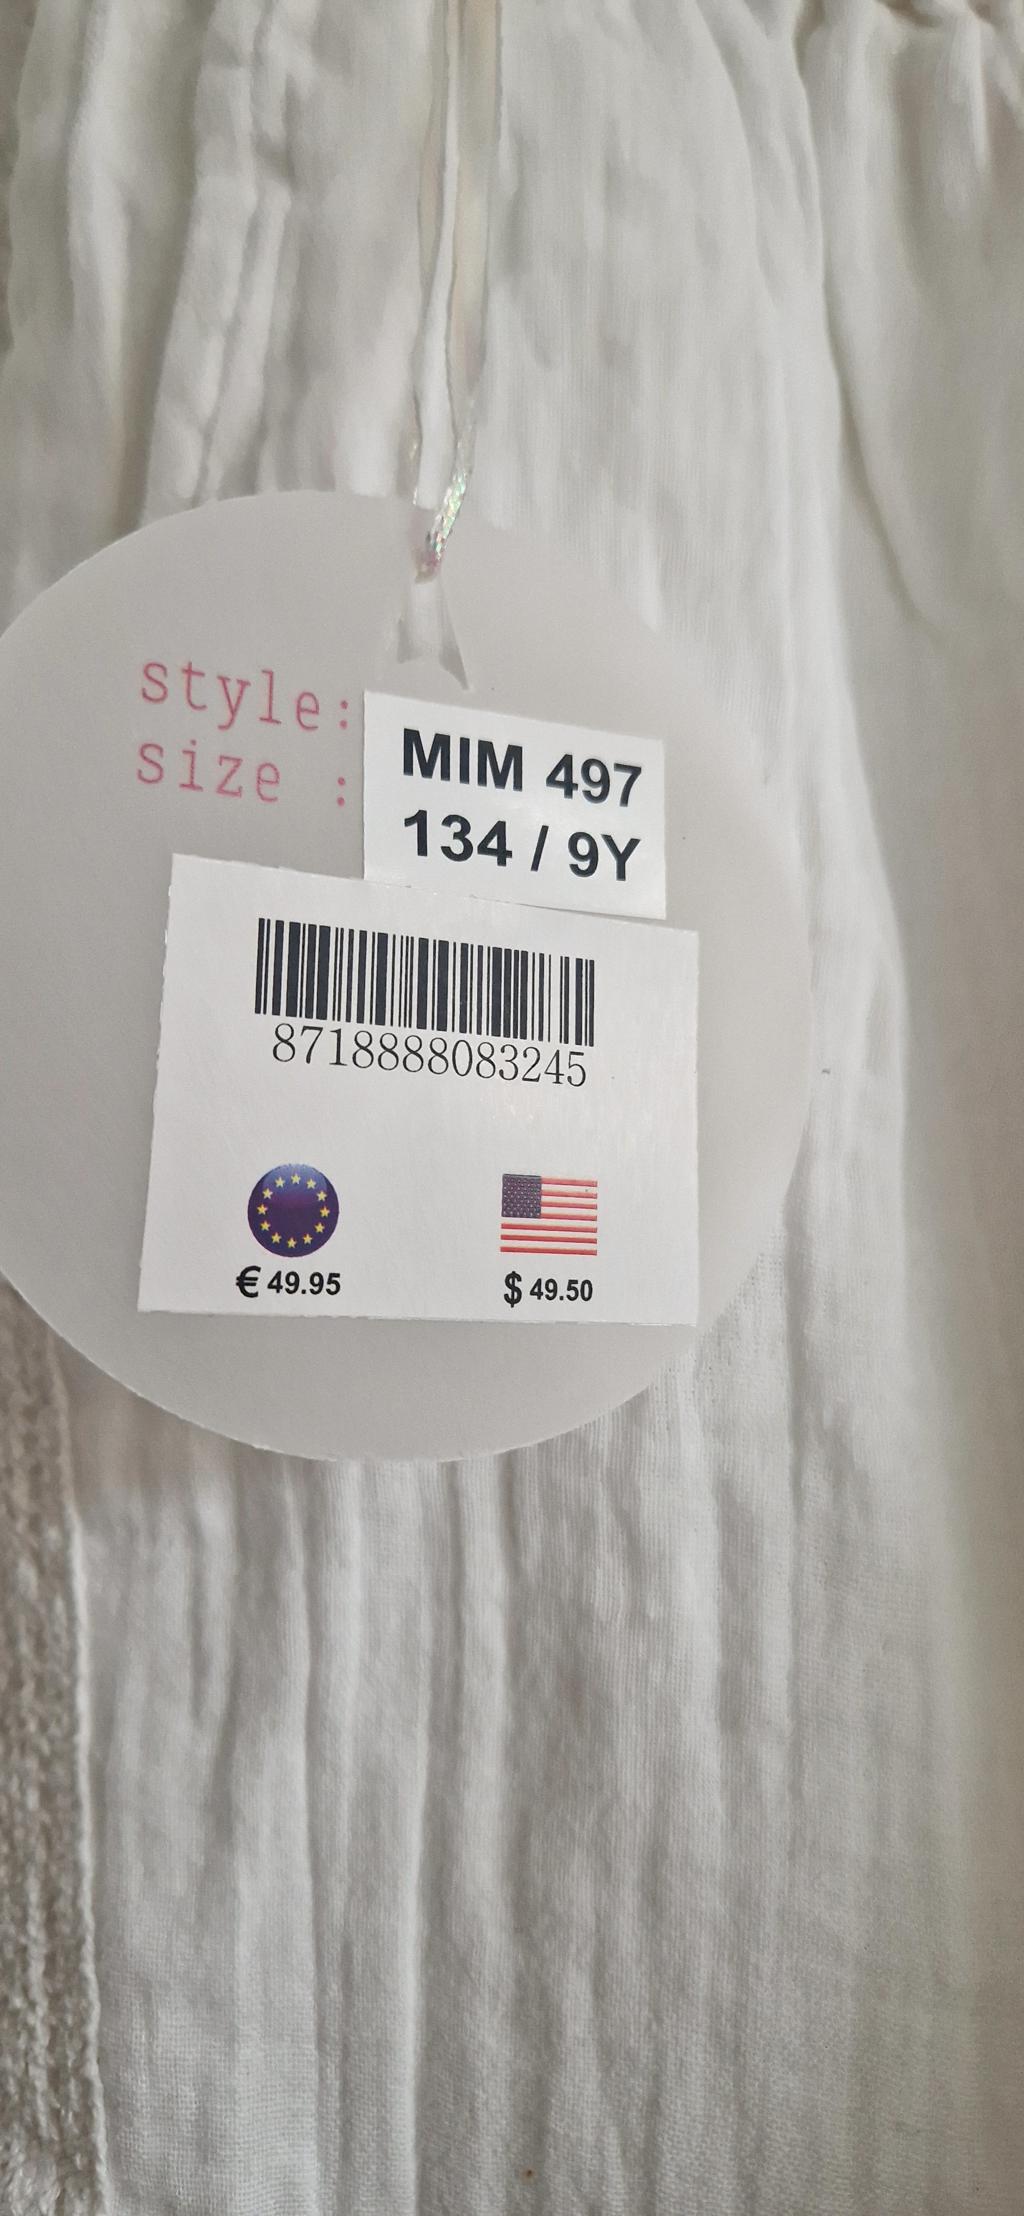 style: MIM 497
size : 134 / 9Y
8718888083245
€ 49.95 $ 49.50